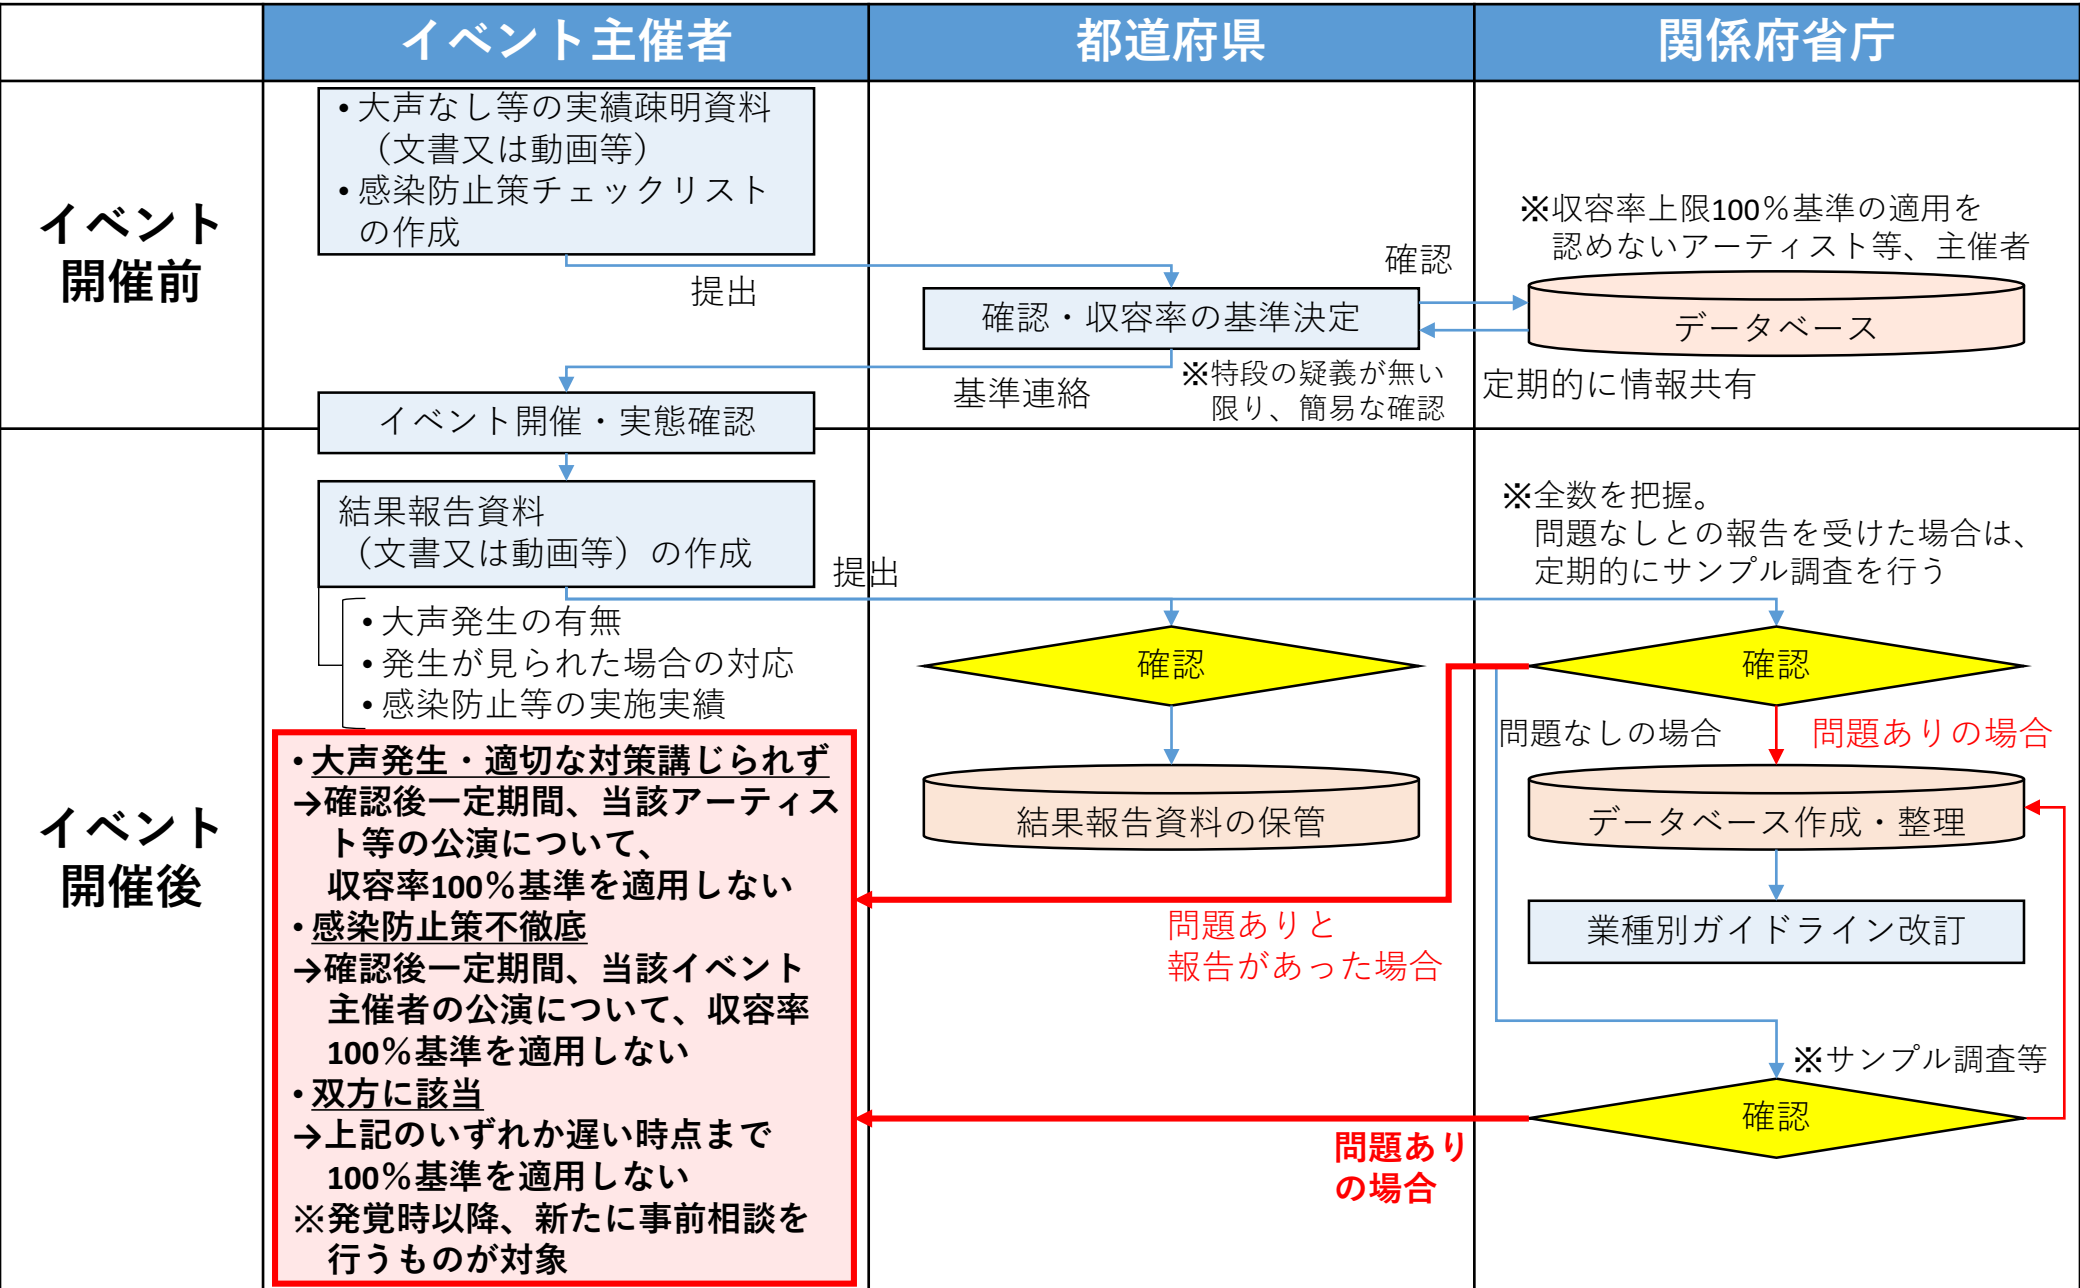 イベント主催者
都道府県
関係府省庁
イベント
開催前
• 大声なし等の実績疎明資料
（文書又は動画等）
• 感染防止策チェックリスト
の作成
提出
確認・収容率の基準決定
確認
※収容率上限100％基準の適用を
認めないアーティスト等、主催者
データベース
定期的に情報共有
基準連絡
※特段の疑義が無い
限り、簡易な確認
イベント開催・実態確認
イベント
開催後
結果報告資料
（文書又は動画等）の作成
提出
• 大声発生の有無
• 発生が見られた場合の対応
• 感染防止等の実施実績
※全数を把握。
問題なしとの報告を受けた場合は、
定期的にサンプル調査を行う
確認
確認
問題なしの場合
問題ありの場合
結果報告資料の保管
データベース作成・整理
業種別ガイドライン改訂
• 大声発生・適切な対策講じられず
→確認後一定期間、当該アーティス
ト等の公演について、
収容率100％基準を適用しない
• 感染防止策不徹底
→確認後一定期間、当該イベント
主催者の公演について、収容率
100％基準を適用しない
• 双方に該当
→上記のいずれか遅い時点まで
100％基準を適用しない
※発覚時以降、新たに事前相談を
行うものが対象
問題ありと
報告があった場合
※サンプル調査等
確認
問題あり
の場合